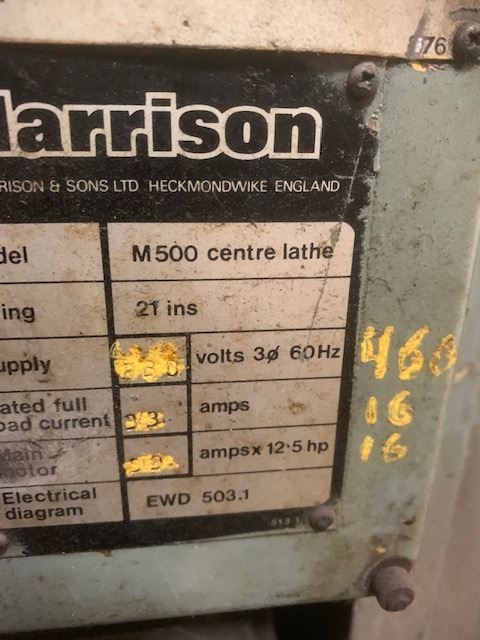 76
arrison
RISON & SONS LTD HECKMONDWIKE ENGLAND
del M500 centre lathe
ing 21 ins
upply volts 3ø 60Hz 460
ated full
oad current amps 16
Main
motor ampsx 12·5 hp 16
Electrical
diagram EWD 503.1